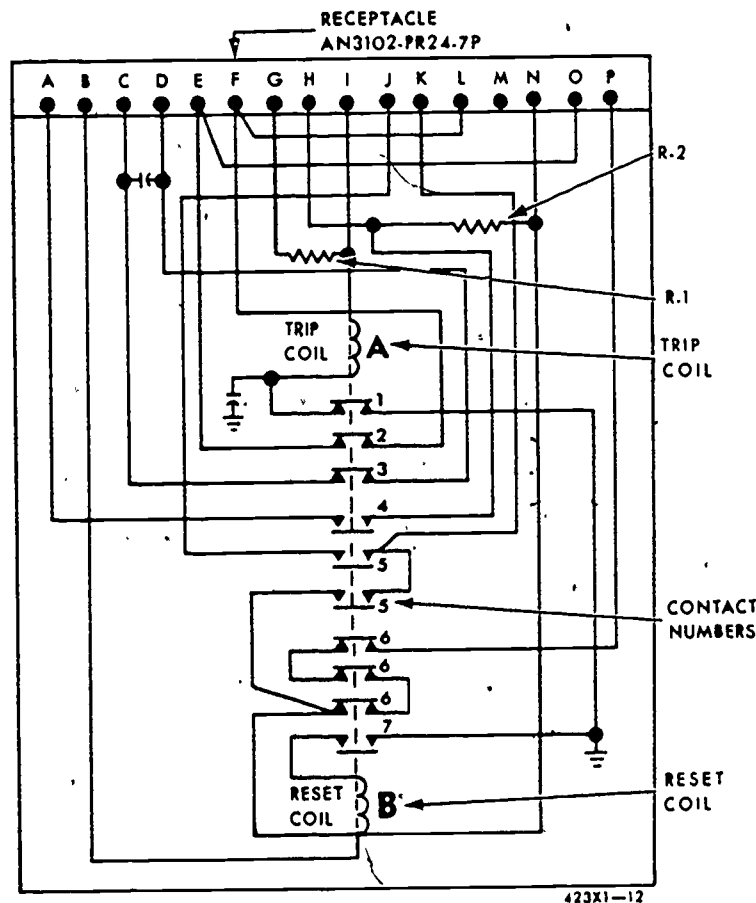 RECEPTACLE
AN3102-PR24-7P
A B C D E F G H I J K L M N O P
R-2
R.1
TRIP
COIL
A
TRIP
COIL
1
2
3
4
5
5
CONTACT
NUMBERS
6
6
6
7
RESET
COIL
B
RESET
COIL
423X1—12